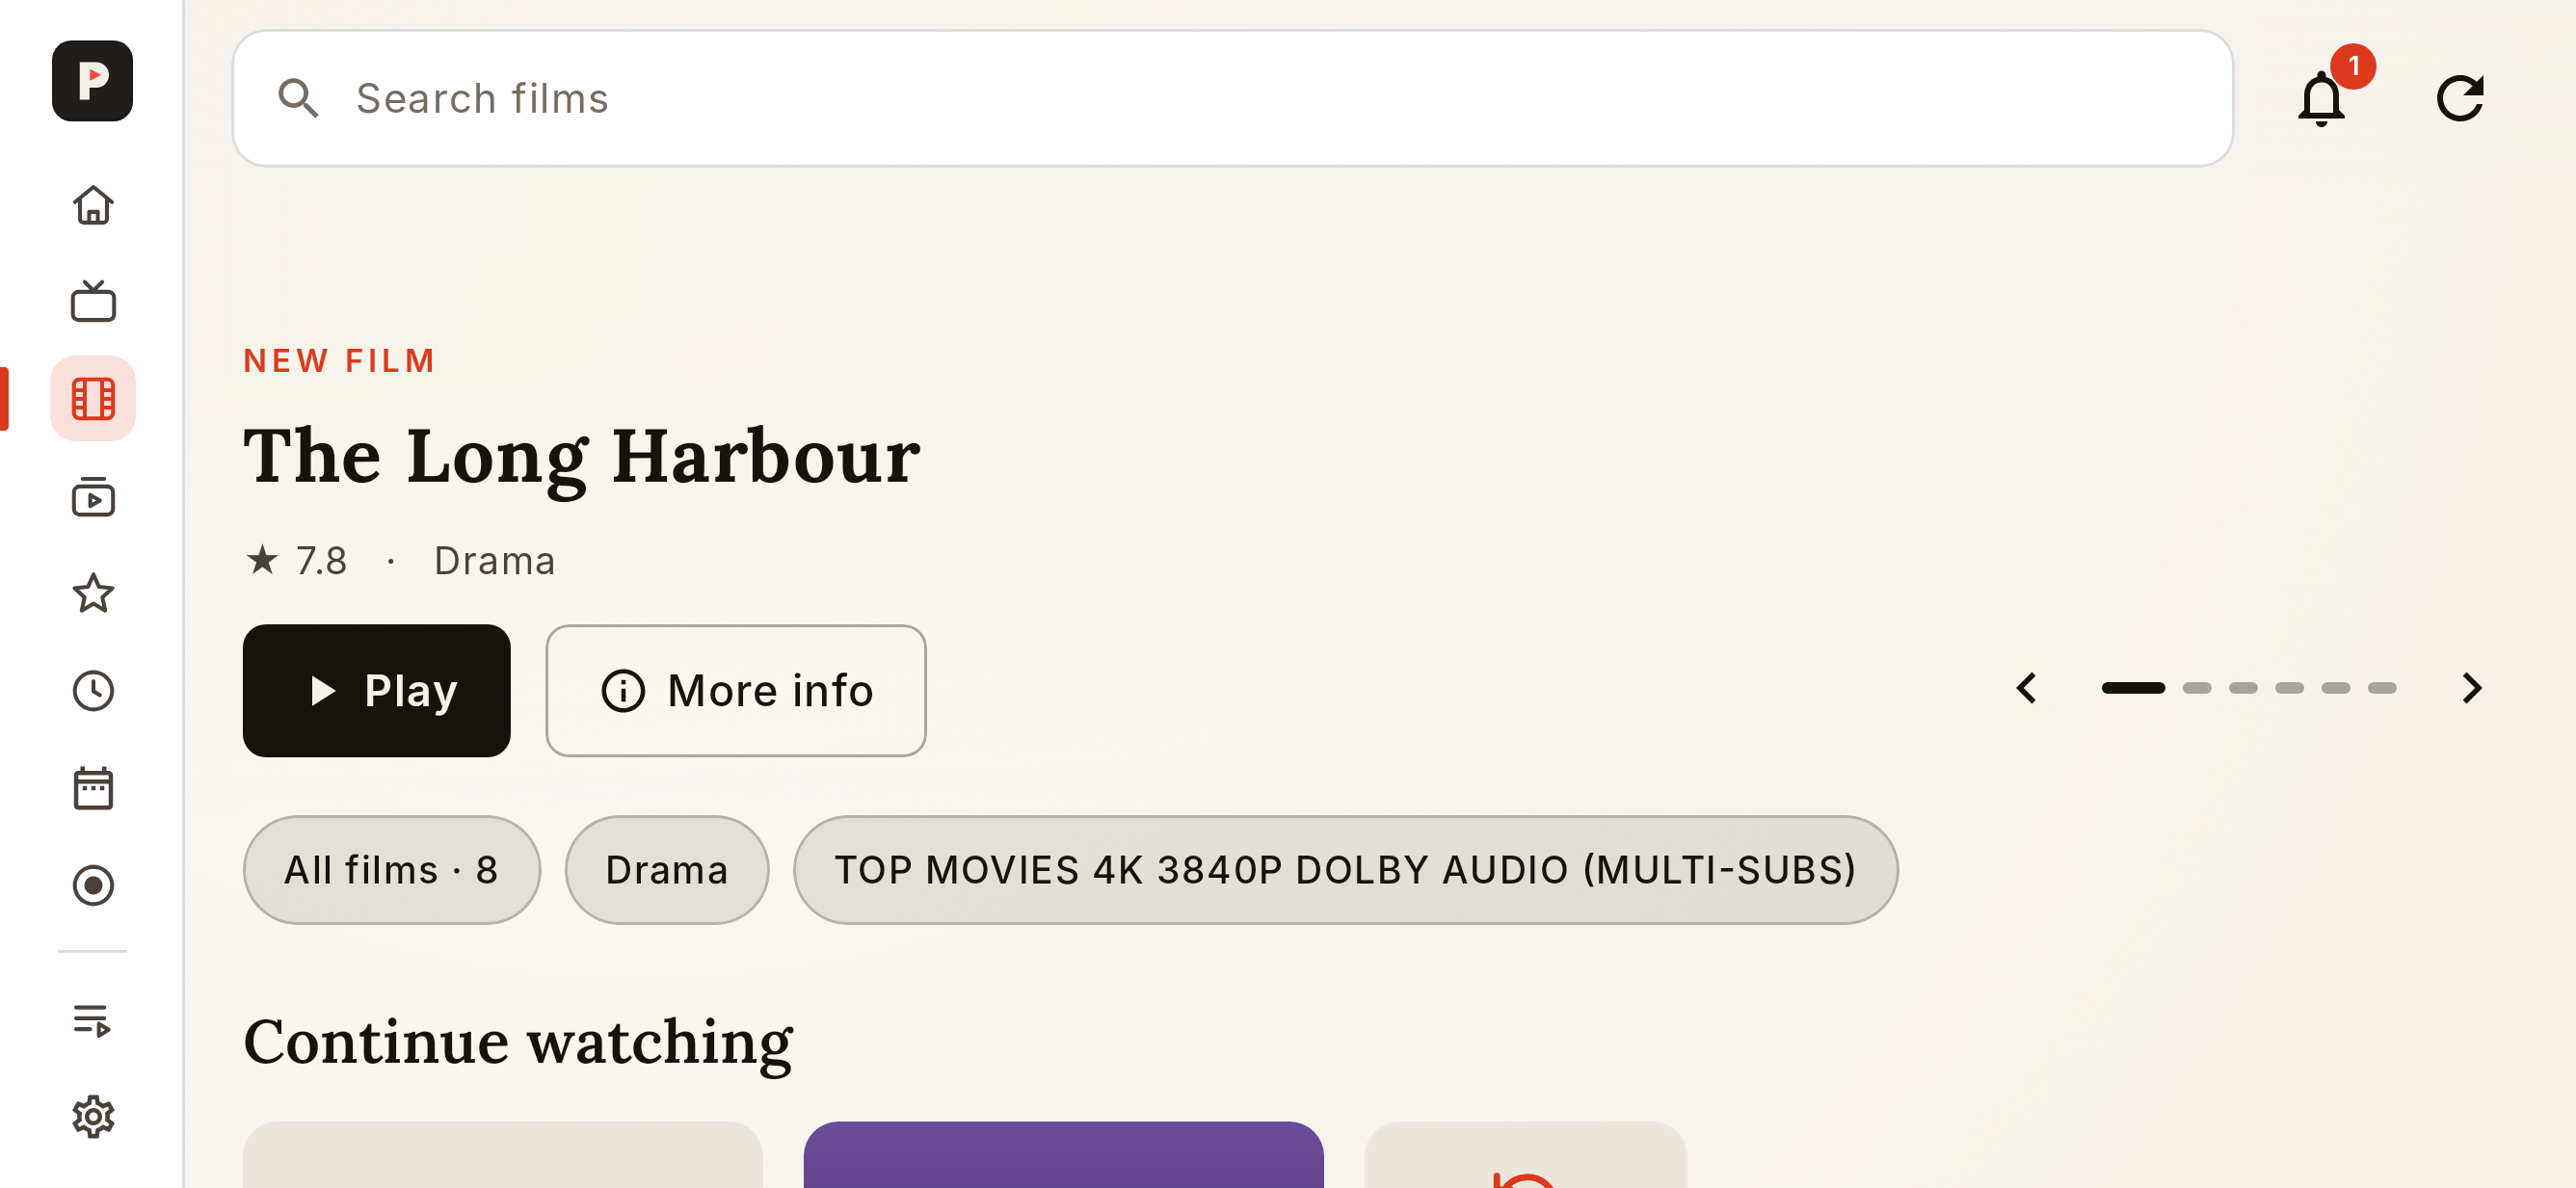 P
Search films
1
NEW FILM
The Long Harbour
★ 7.8 · Drama
Play
More info
All films · 8
Drama
TOP MOVIES 4K 3840P DOLBY AUDIO (MULTI-SUBS)
Continue watching